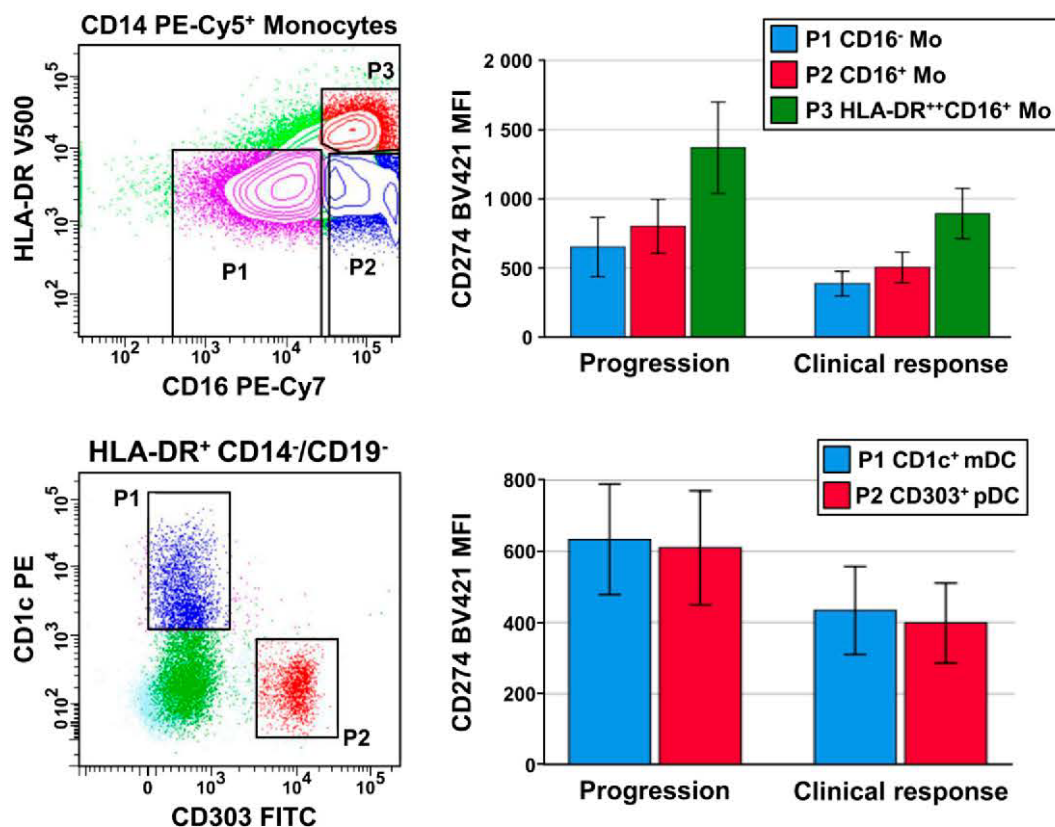 CD14 PE-Cy5⁺ Monocytes
HLA-DR V500
10⁵
10⁴
10³
10²
P3
P1
P2
10² 10³ 10⁴ 10⁵
CD16 PE-Cy7
P1 CD16⁻ Mo
P2 CD16⁺ Mo
P3 HLA-DR⁺⁺CD16⁺ Mo
CD274 BV421 MFI
2 000
1 500
1 000
500
0
Progression Clinical response
HLA-DR⁺ CD14⁻/CD19⁻
CD1c PE
10⁵
10⁴
10³
10²
0
P1
P2
0 10³ 10⁴ 10⁵
CD303 FITC
P1 CD1c⁺ mDC
P2 CD303⁺ pDC
CD274 BV421 MFI
800
600
400
200
0
Progression Clinical response